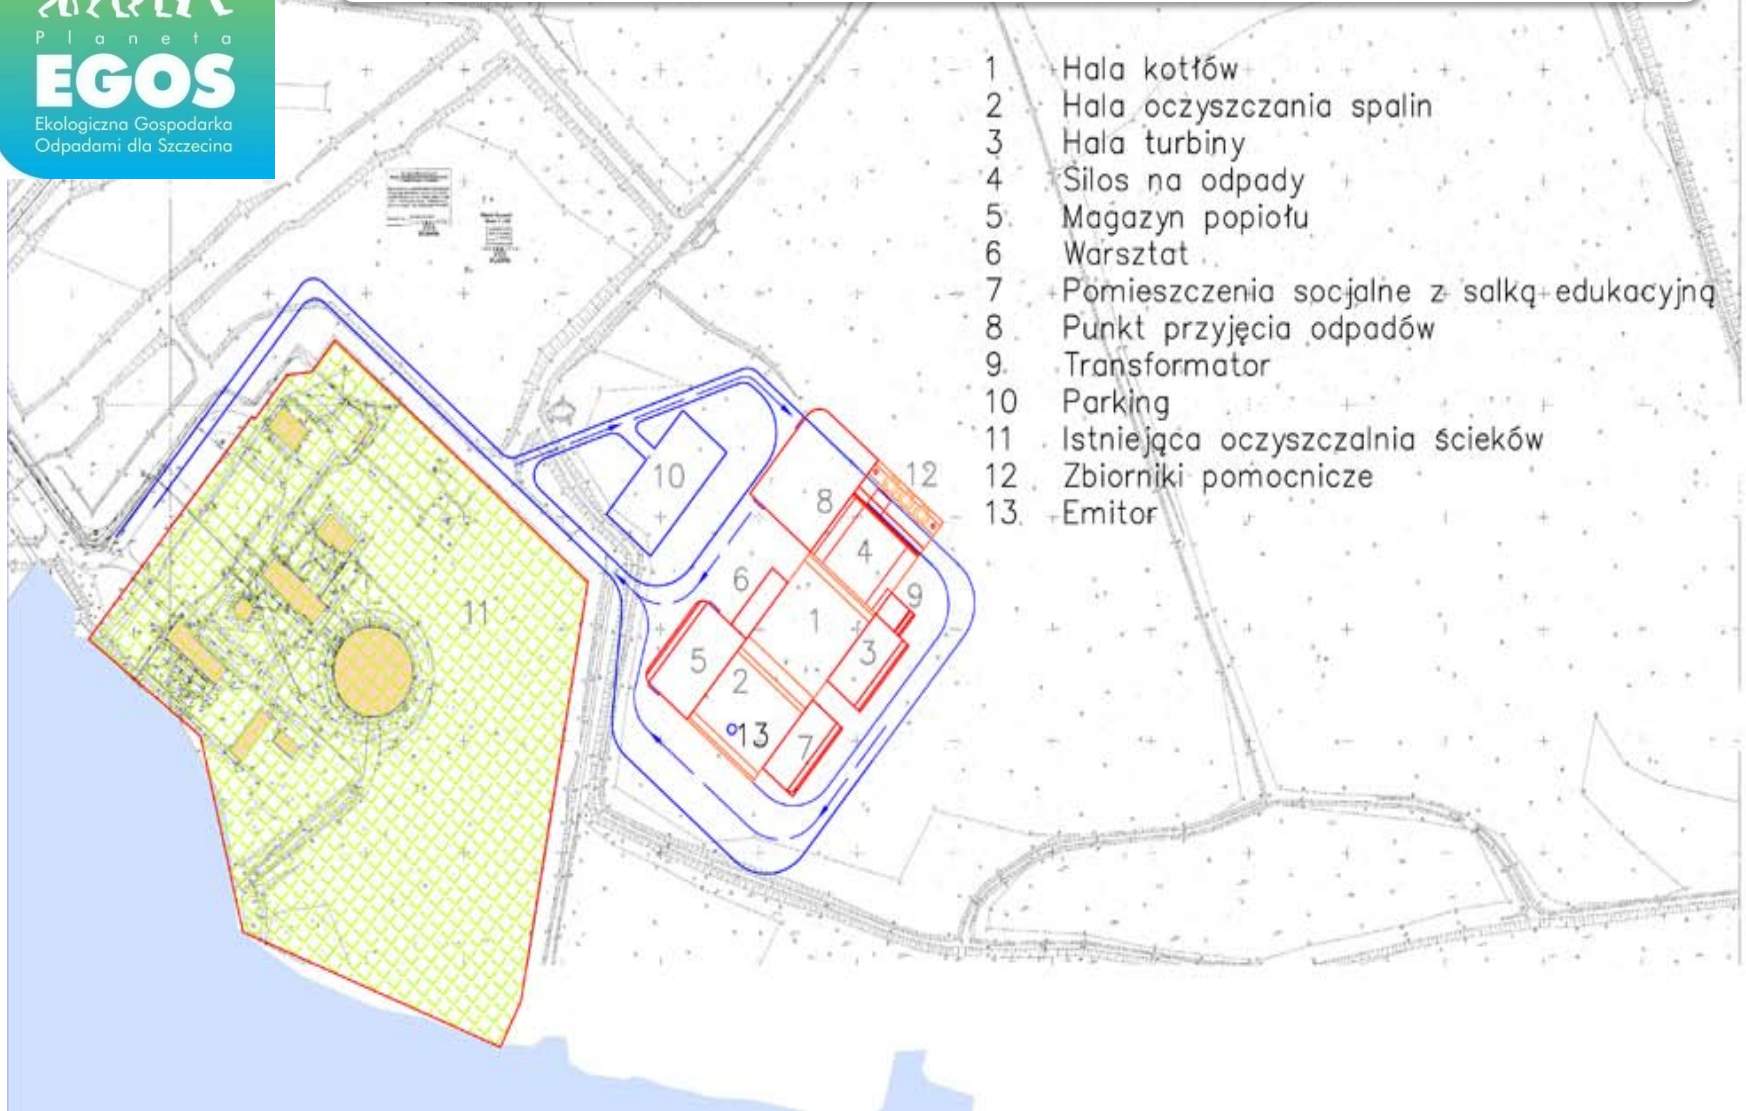 Planeta
EGOS
Ekologiczna Gospodarka
Odpadami dla Szczecina
1 Hala kotłów
2 Hala oczyszczania spalin
3 Hala turbiny
4 Silos na odpady
5 Magazyn popiołu
6 Warsztat
7 Pomieszczenia socjalne z salką edukacyjną
8 Punkt przyjęcia odpadów
9 Transformator
10 Parking
11 Istniejąca oczyszczalnia ścieków
12 Zbiorniki pomocnicze
13 Emitor
10
12
8
4
6
9
11
1
3
5
2
13
7